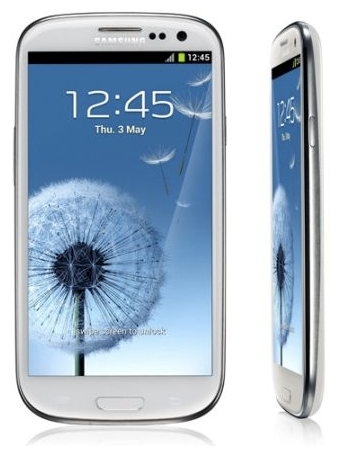 SAMSUNG
12:45
12:45
Thu. 3 May
swipe screen to unlock